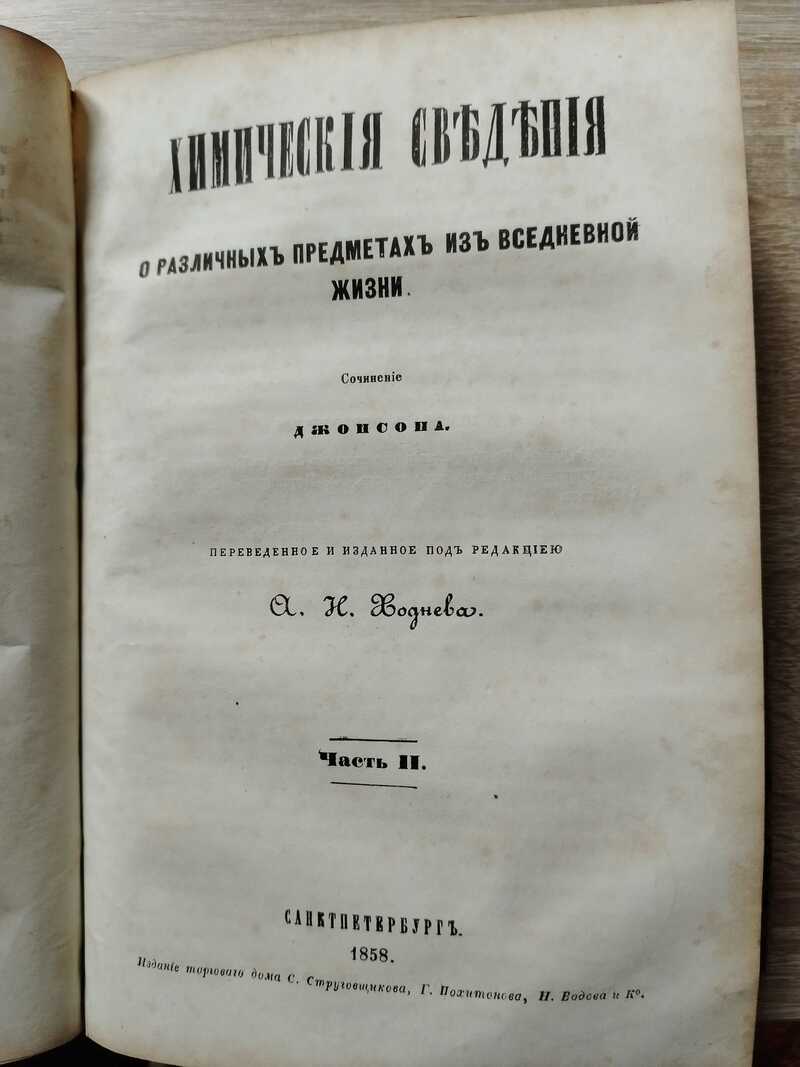 ХИМИЧЕСКІЯ СВѢДѢНІЯ
О РАЗЛИЧНЫХЪ ПРЕДМЕТАХЪ ИЗЪ ВСЕДНЕВНОЙ
ЖИЗНИ.
Сочиненіе
ДЖОНСОНА.
ПЕРЕВЕДЕННОЕ И ИЗДАННОЕ ПОДЪ РЕДАКЦІЕЮ
А. Н. Ходнева.
Часть II.
САНКТПЕТЕРБУРГЪ.
1858.
Изданіе торговаго дома С. Струговщикова, Г. Похитонова, Н. Водова и Кº.